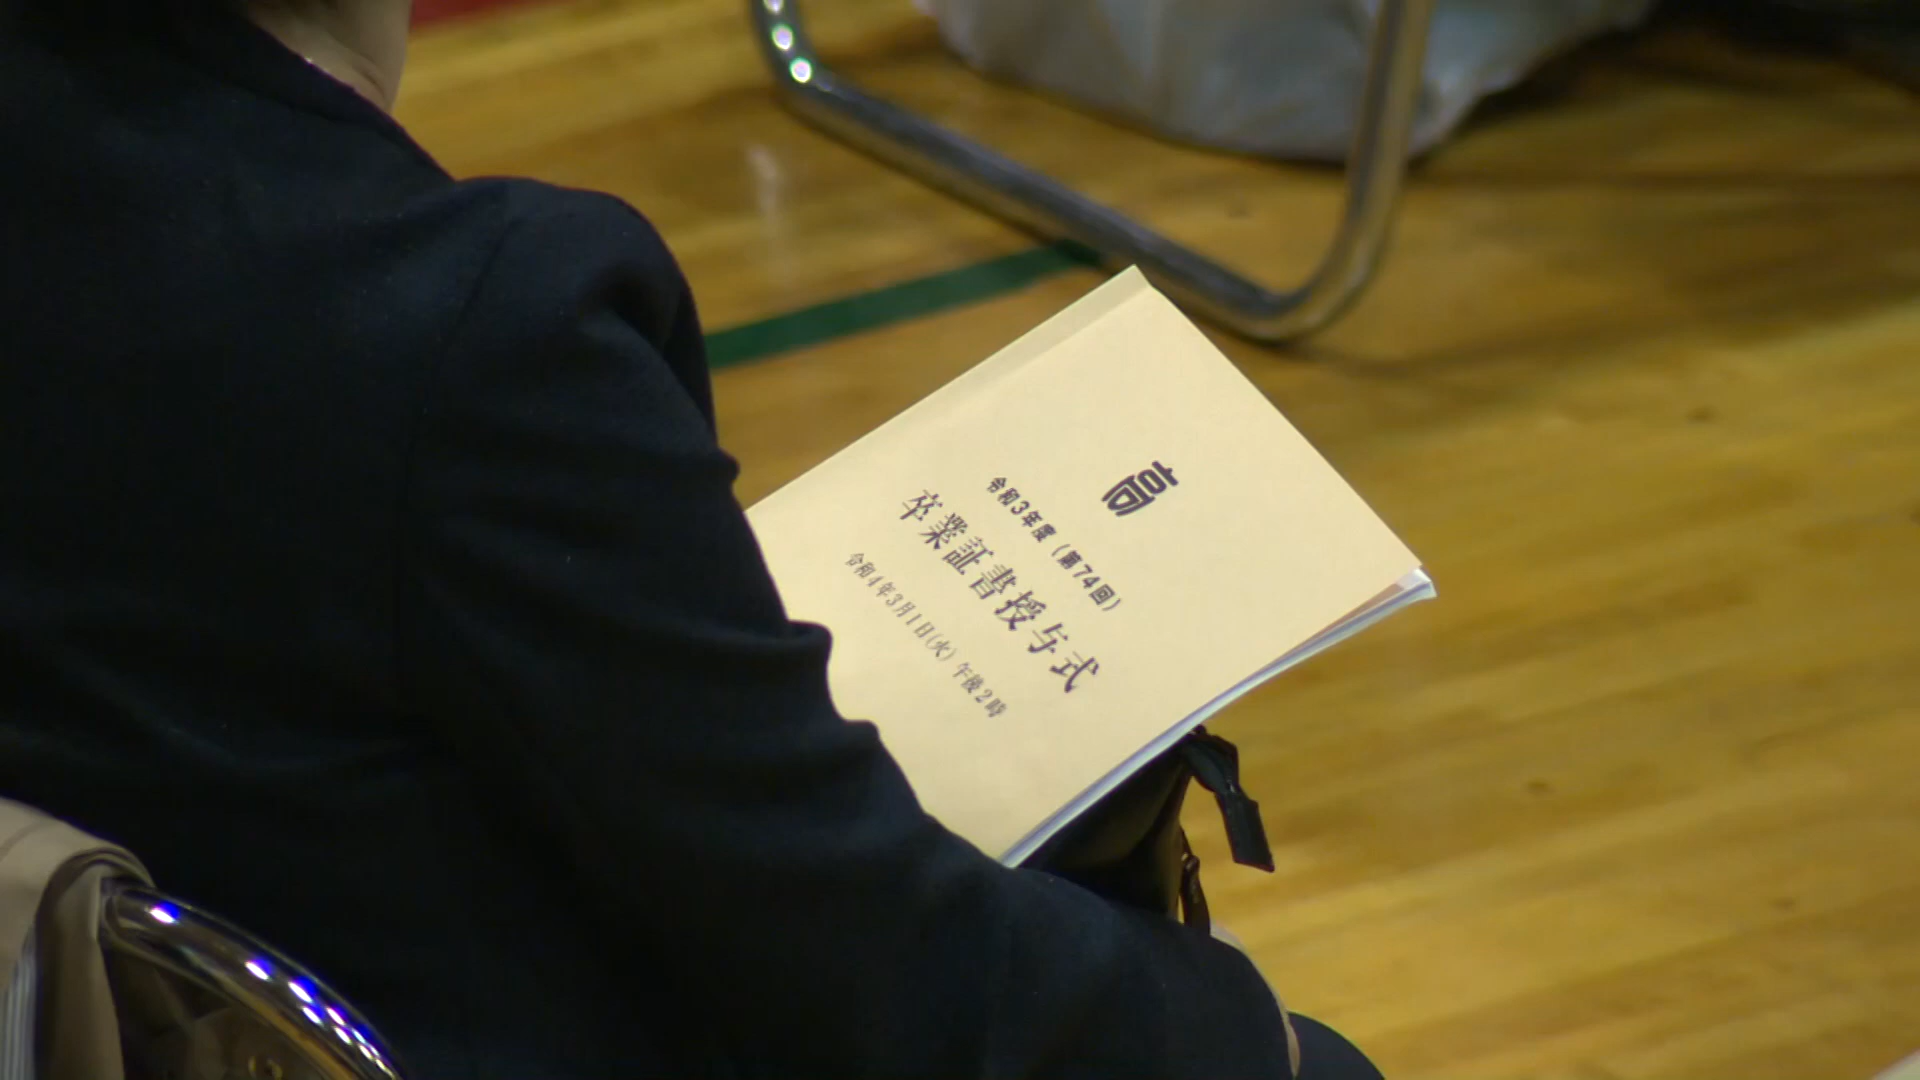 高
令和3年度（第74回）
卒業証書授与式
令和4年3月1日(火) 午後2時